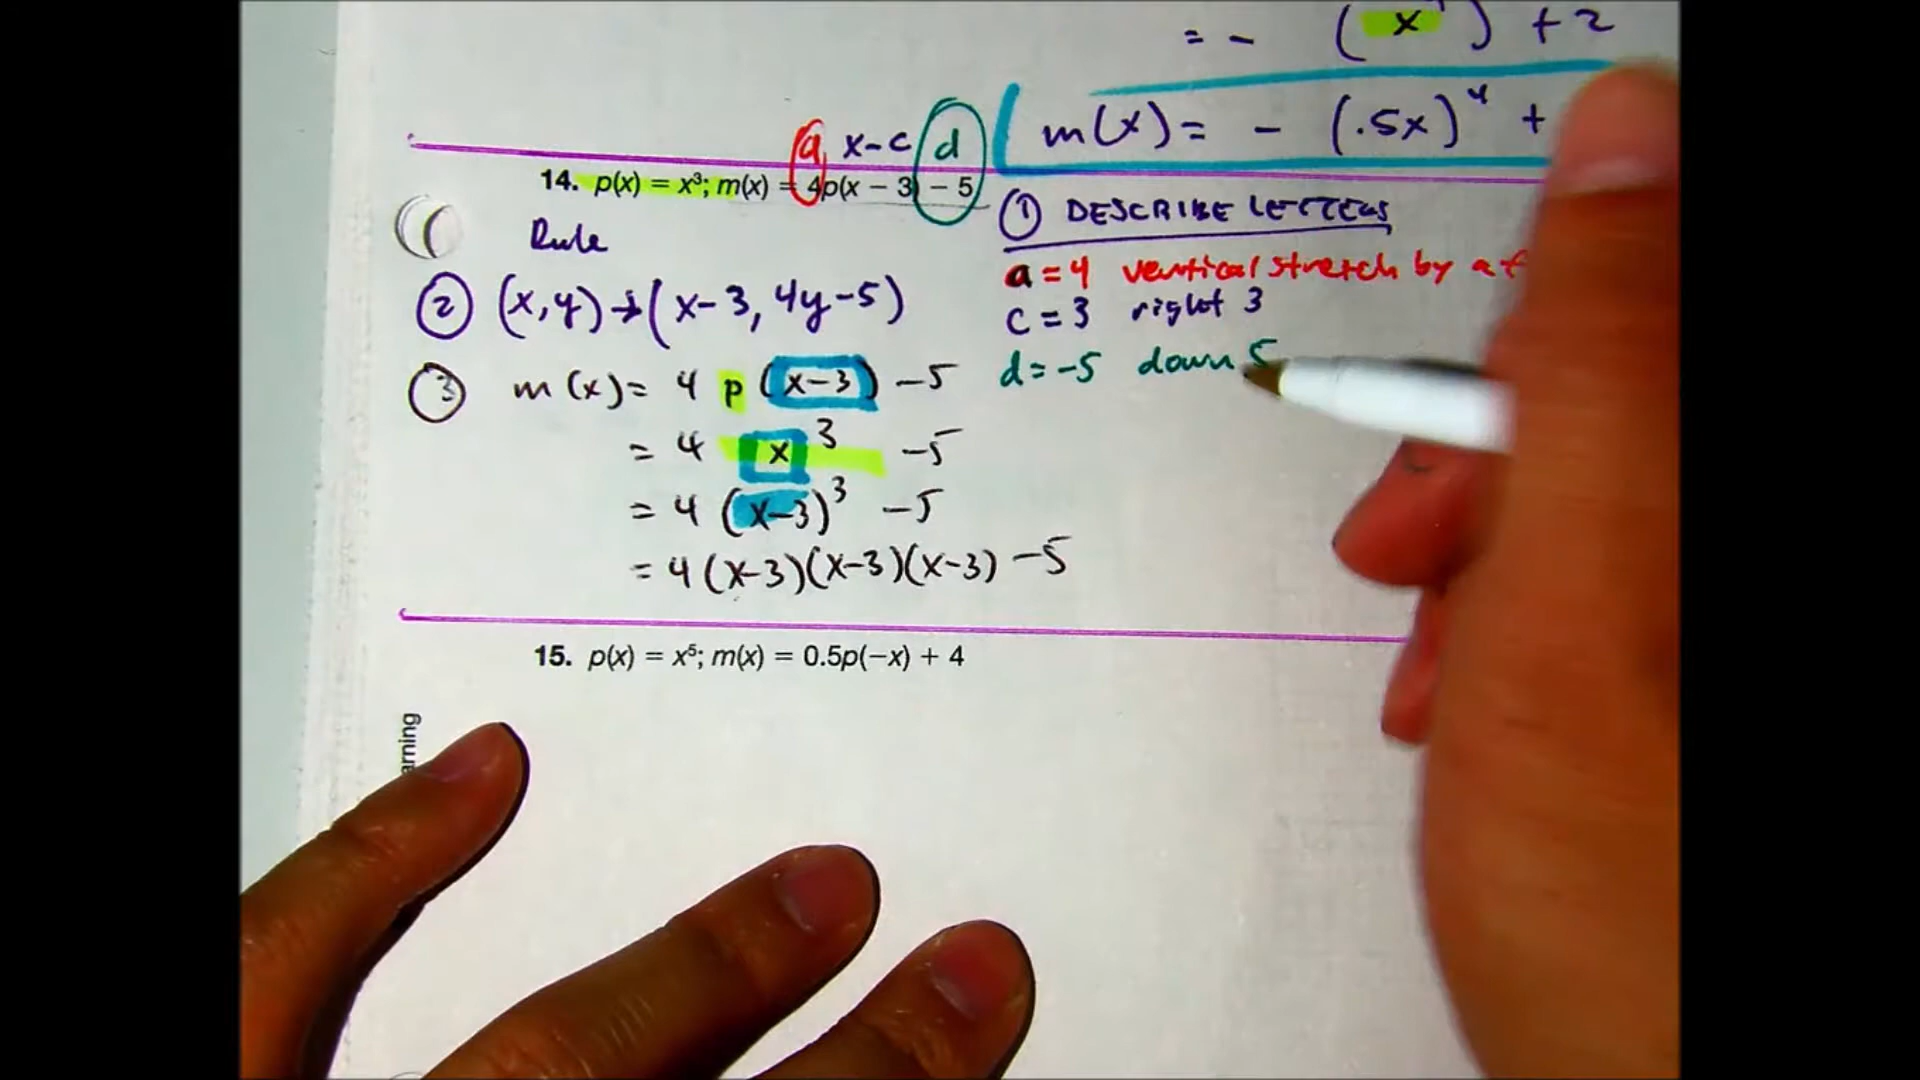 = - (x ) + 2
m(x) = - (.5x)⁴ +
a x-c d
14. p(x) = x³; m(x) = 4p(x − 3) − 5
① DESCRIBE LETTERS
Rule
a = 4 vertical stretch by a f
② (x,y) → (x-3, 4y-5)
c = 3 right 3
③ m(x) = 4 p (x-3) -5
d = -5 down 5
= 4 x³ -5
= 4 (x-3)³ -5
= 4 (x-3)(x-3)(x-3) -5
15. p(x) = x⁵; m(x) = 0.5p(−x) + 4
arning